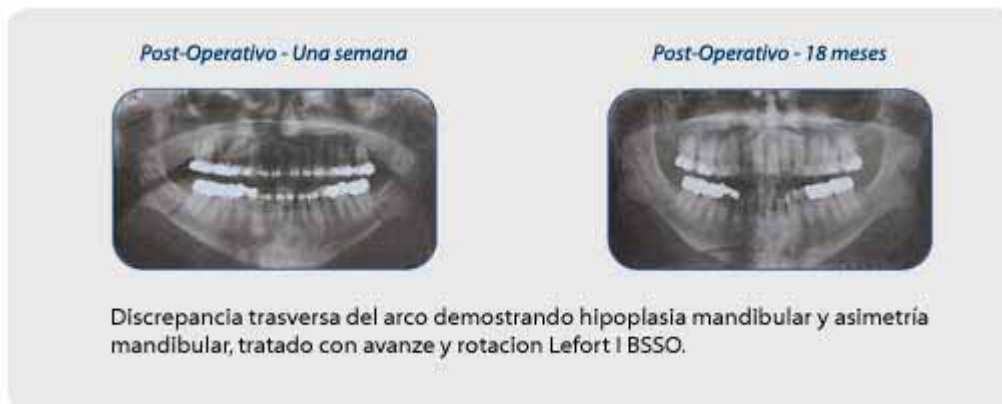 Post-Operativo - Una semana
Post-Operativo - 18 meses
Discrepancia trasversa del arco demostrando hipoplasia mandibular y asimetría
mandibular, tratado con avanze y rotacion Lefort I BSSO.